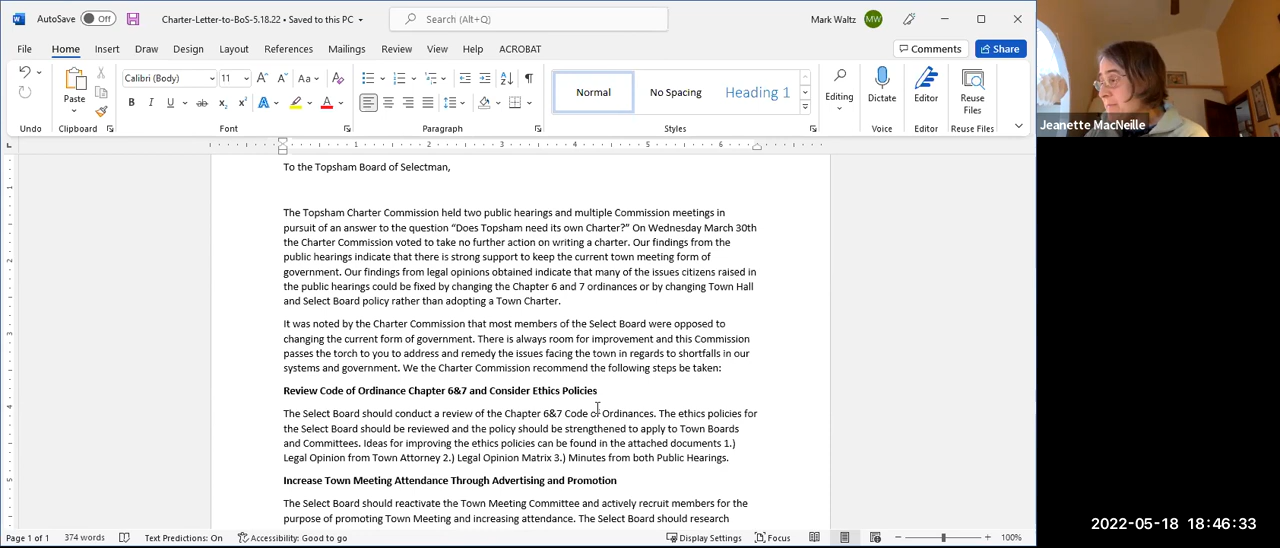 AutoSave Off Charter-Letter-to-BoS-5.18.22 • Saved to this PC Search (Alt+Q) Mark Waltz MW
File Home Insert Draw Design Layout References Mailings Review View Help ACROBAT Comments Share
Calibri (Body) 11 Aa Normal No Spacing Heading 1
Paste Editing Dictate Editor Reuse Files
Undo Clipboard Font Paragraph Styles Voice Editor Reuse Files
Jeanette MacNeille
To the Topsham Board of Selectman,
The Topsham Charter Commission held two public hearings and multiple Commission meetings in
pursuit of an answer to the question “Does Topsham need its own Charter?” On Wednesday March 30th
the Charter Commission voted to take no further action on writing a charter. Our findings from the
public hearings indicate that there is strong support to keep the current town meeting form of
government. Our findings from legal opinions obtained indicate that many of the issues citizens raised in
the public hearings could be fixed by changing the Chapter 6 and 7 ordinances or by changing Town Hall
and Select Board policy rather than adopting a Town Charter.
It was noted by the Charter Commission that most members of the Select Board were opposed to
changing the current form of government. There is always room for improvement and this Commission
passes the torch to you to address and remedy the issues facing the town in regards to shortfalls in our
systems and government. We the Charter Commission recommend the following steps be taken:
Review Code of Ordinance Chapter 6&7 and Consider Ethics Policies
The Select Board should conduct a review of the Chapter 6&7 Code of Ordinances. The ethics policies for
the Select Board should be reviewed and the policy should be strengthened to apply to Town Boards
and Committees. Ideas for improving the ethics policies can be found in the attached documents 1.)
Legal Opinion from Town Attorney 2.) Legal Opinion Matrix 3.) Minutes from both Public Hearings.
Increase Town Meeting Attendance Through Advertising and Promotion
The Select Board should reactivate the Town Meeting Committee and actively recruit members for the
purpose of promoting Town Meeting and increasing attendance. The Select Board should research
Page 1 of 1 374 words Text Predictions: On Accessibility: Good to go Display Settings Focus 100%
2022-05-18 18:46:33